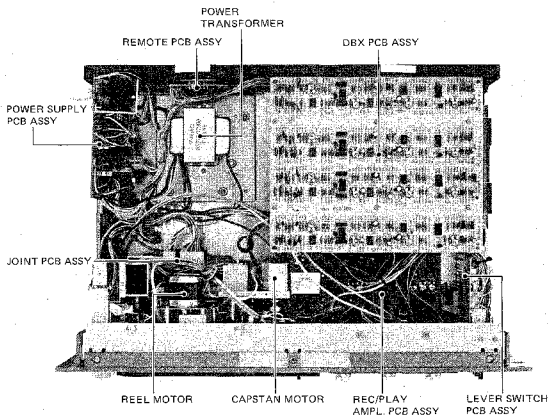 POWER
TRANSFORMER
REMOTE PCB ASSY
DBX PCB ASSY
POWER SUPPLY
PCB ASSY
JOINT PCB ASSY
REEL MOTOR
CAPSTAN MOTOR
REC/PLAY
AMPL. PCB ASSY
LEVER SWITCH
PCB ASSY